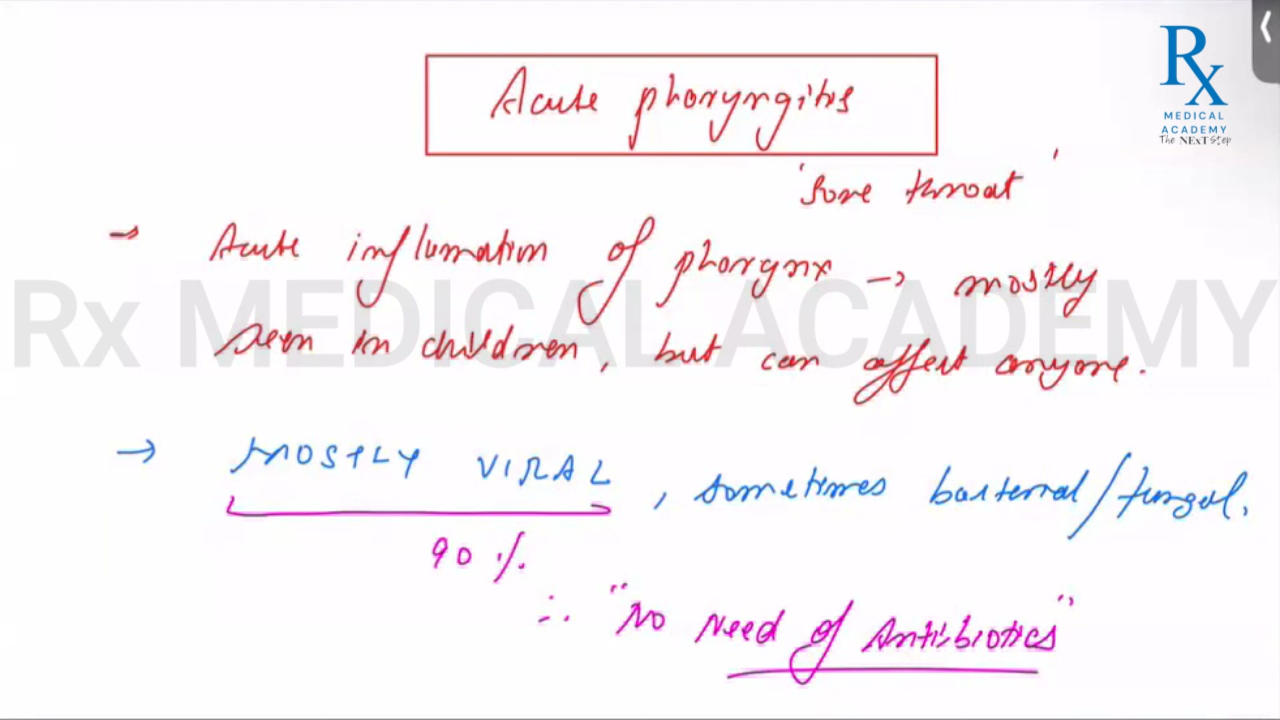 Rx
MEDICAL
ACADEMY
The NExT Step
Acute pharyngitis
'Sore throat'
→ Acute inflamation of pharynx → mostly
seen in children, but can affect anyone.
Rx MEDICAL ACADEMY
→ MOSTLY VIRAL, sometimes bacterial/fungal.
90%
∴ "No Need of Antibiotics"